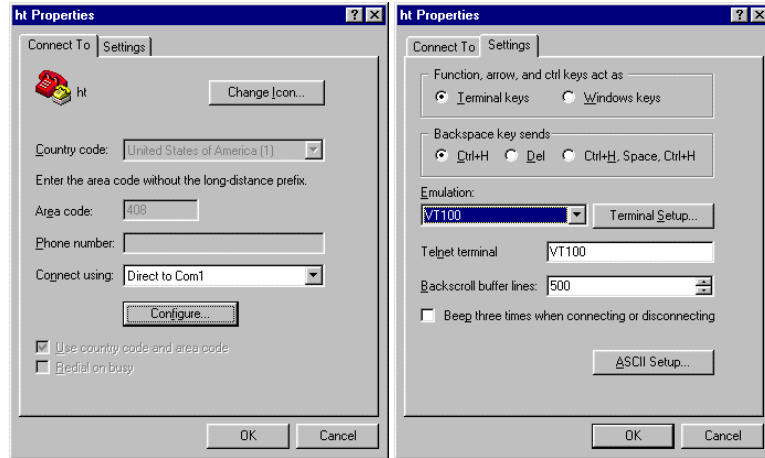 ht Properties
Connect To
Settings
ht
Change Icon...
Country code:
United States of America (1)
Enter the area code without the long-distance prefix.
Area code:
408
Phone number:
Connect using:
Direct to Com1
Configure...
Use country code and area code
Redial on busy
OK
Cancel
ht Properties
Connect To
Settings
Function, arrow, and ctrl keys act as
Terminal keys
Windows keys
Backspace key sends
Ctrl+H
Del
Ctrl+H, Space, Ctrl+H
Emulation:
VT100
Terminal Setup...
Telnet terminal
VT100
Backscroll buffer lines:
500
Beep three times when connecting or disconnecting
ASCII Setup...
OK
Cancel